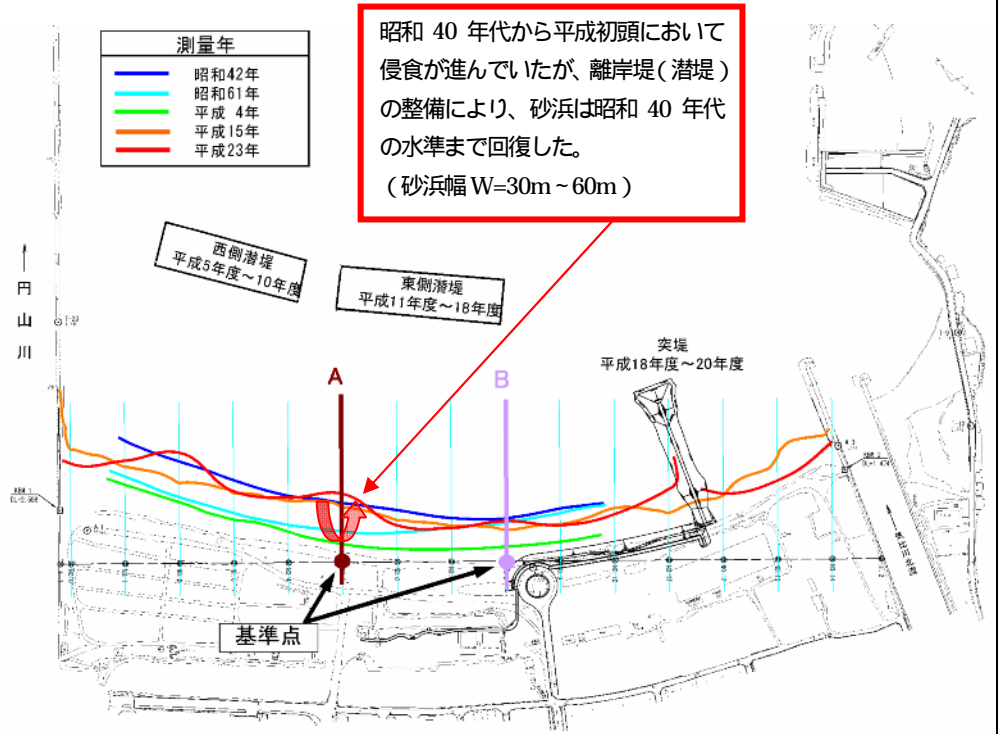 測量年
昭和42年
昭和61年
平成 4年
平成15年
平成23年
昭和 40 年代から平成初頭において
侵食が進んでいたが、離岸堤(潜堤)
の整備により、砂浜は昭和 40 年代
の水準まで回復した。
(砂浜幅 W=30m~60m)
西側潜堤
平成5年度~10年度
東側潜堤
平成11年度~18年度
突堤
平成18年度~20年度
円山川
A
B
基準点